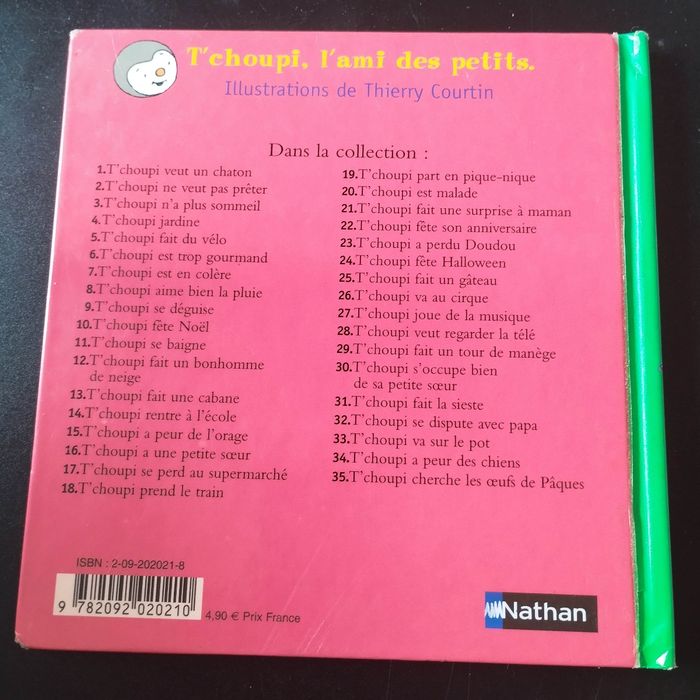 T'choupi, l'ami des petits.
Illustrations de Thierry Courtin
Dans la collection :
1.T'choupi veut un chaton
2.T'choupi ne veut pas prêter
3.T'choupi n'a plus sommeil
4.T'choupi jardine
5.T'choupi fait du vélo
6.T'choupi est trop gourmand
7.T'choupi est en colère
8.T'choupi aime bien la pluie
9.T'choupi se déguise
10.T'choupi fête Noël
11.T'choupi se baigne
12.T'choupi fait un bonhomme
de neige
13.T'choupi fait une cabane
14.T'choupi rentre à l'école
15.T'choupi a peur de l'orage
16.T'choupi a une petite sœur
17.T'choupi se perd au supermarché
18.T'choupi prend le train
19.T'choupi part en pique-nique
20.T'choupi est malade
21.T'choupi fait une surprise à maman
22.T'choupi fête son anniversaire
23.T'choupi a perdu Doudou
24.T'choupi fête Halloween
25.T'choupi fait un gâteau
26.T'choupi va au cirque
27.T'choupi joue de la musique
28.T'choupi veut regarder la télé
29.T'choupi fait un tour de manège
30.T'choupi s'occupe bien
de sa petite sœur
31.T'choupi fait la sieste
32.T'choupi se dispute avec papa
33.T'choupi va sur le pot
34.T'choupi a peur des chiens
35.T'choupi cherche les œufs de Pâques
ISBN : 2-09-202021-8
9 782092 020210
4,90 € Prix France
Nathan